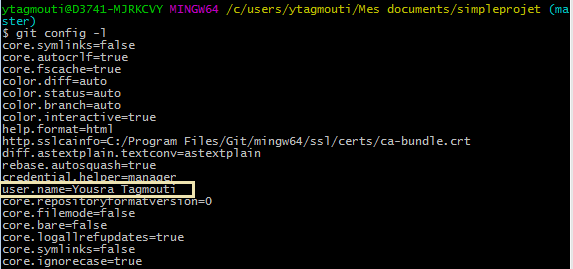 ytagmouti@D3741-MJRKCVY MINGW64 /c/users/ytagmouti/Mes documents/simpleprojet (ma
ster)
$ git config -l
core.symlinks=false
core.autocrlf=true
core.fscache=true
color.diff=auto
color.status=auto
color.branch=auto
color.interactive=true
help.format=html
http.sslcainfo=C:/Program Files/Git/mingw64/ssl/certs/ca-bundle.crt
diff.astextplain.textconv=astextplain
rebase.autosquash=true
credential.helper=manager
user.name=Yousra Tagmouti
core.repositoryformatversion=0
core.filemode=false
core.bare=false
core.logallrefupdates=true
core.symlinks=false
core.ignorecase=true